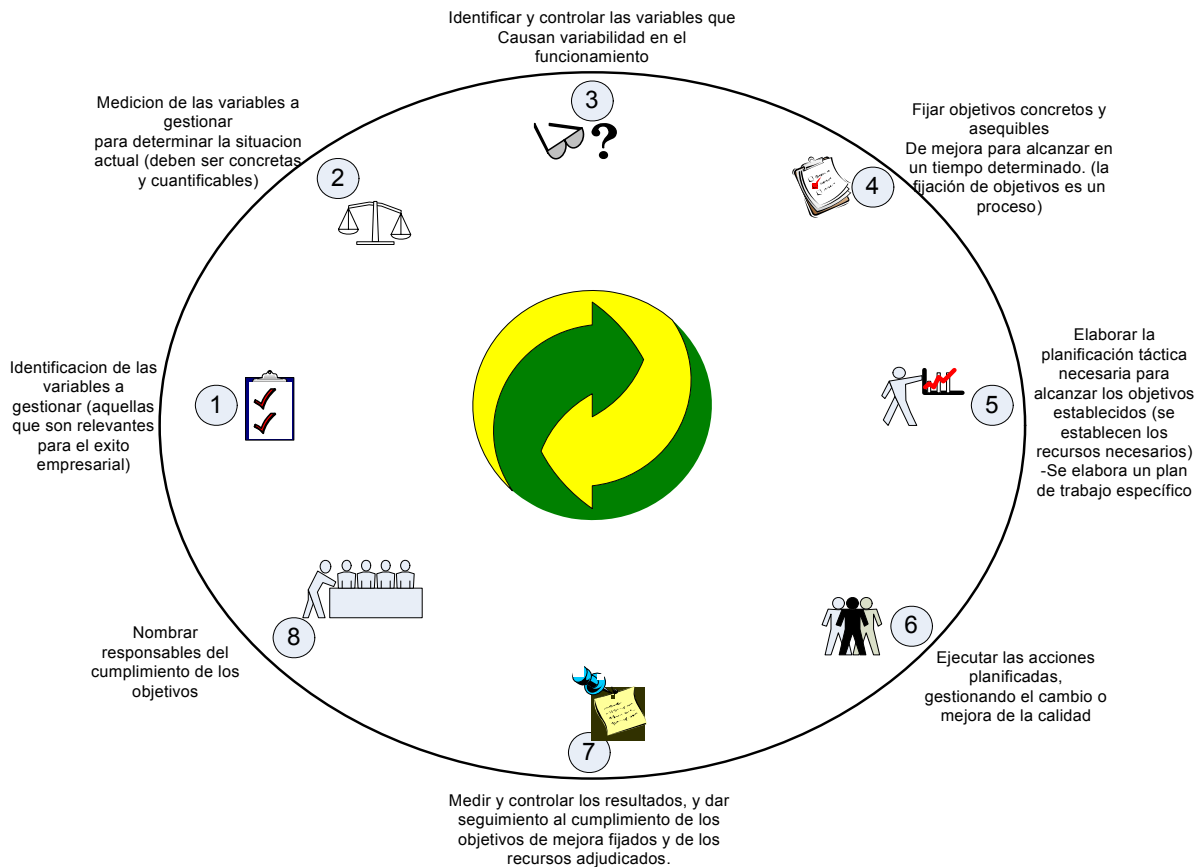 Identificar y controlar las variables que
Causan variabilidad en el
funcionamiento
3
Medicion de las variables a
gestionar
para determinar la situacion
actual (deben ser concretas
y cuantificables)
2
Fijar objetivos concretos y
asequibles
De mejora para alcanzar en
un tiempo determinado. (la
fijación de objetivos es un
proceso)
4
?
Identificacion de las
variables a
gestionar (aquellas
que son relevantes
para el exito
empresarial)
1
Elaborar la
planificación táctica
necesaria para
alcanzar los objetivos
establecidos (se
establecen los
recursos necesarios)
-Se elabora un plan
de trabajo específico
5
Nombrar
responsables del
cumplimiento de los
objetivos
8
6
Ejecutar las acciones
planificadas,
gestionando el cambio o
mejora de la calidad
7
Medir y controlar los resultados, y dar
seguimiento al cumplimiento de los
objetivos de mejora fijados y de los
recursos adjudicados.